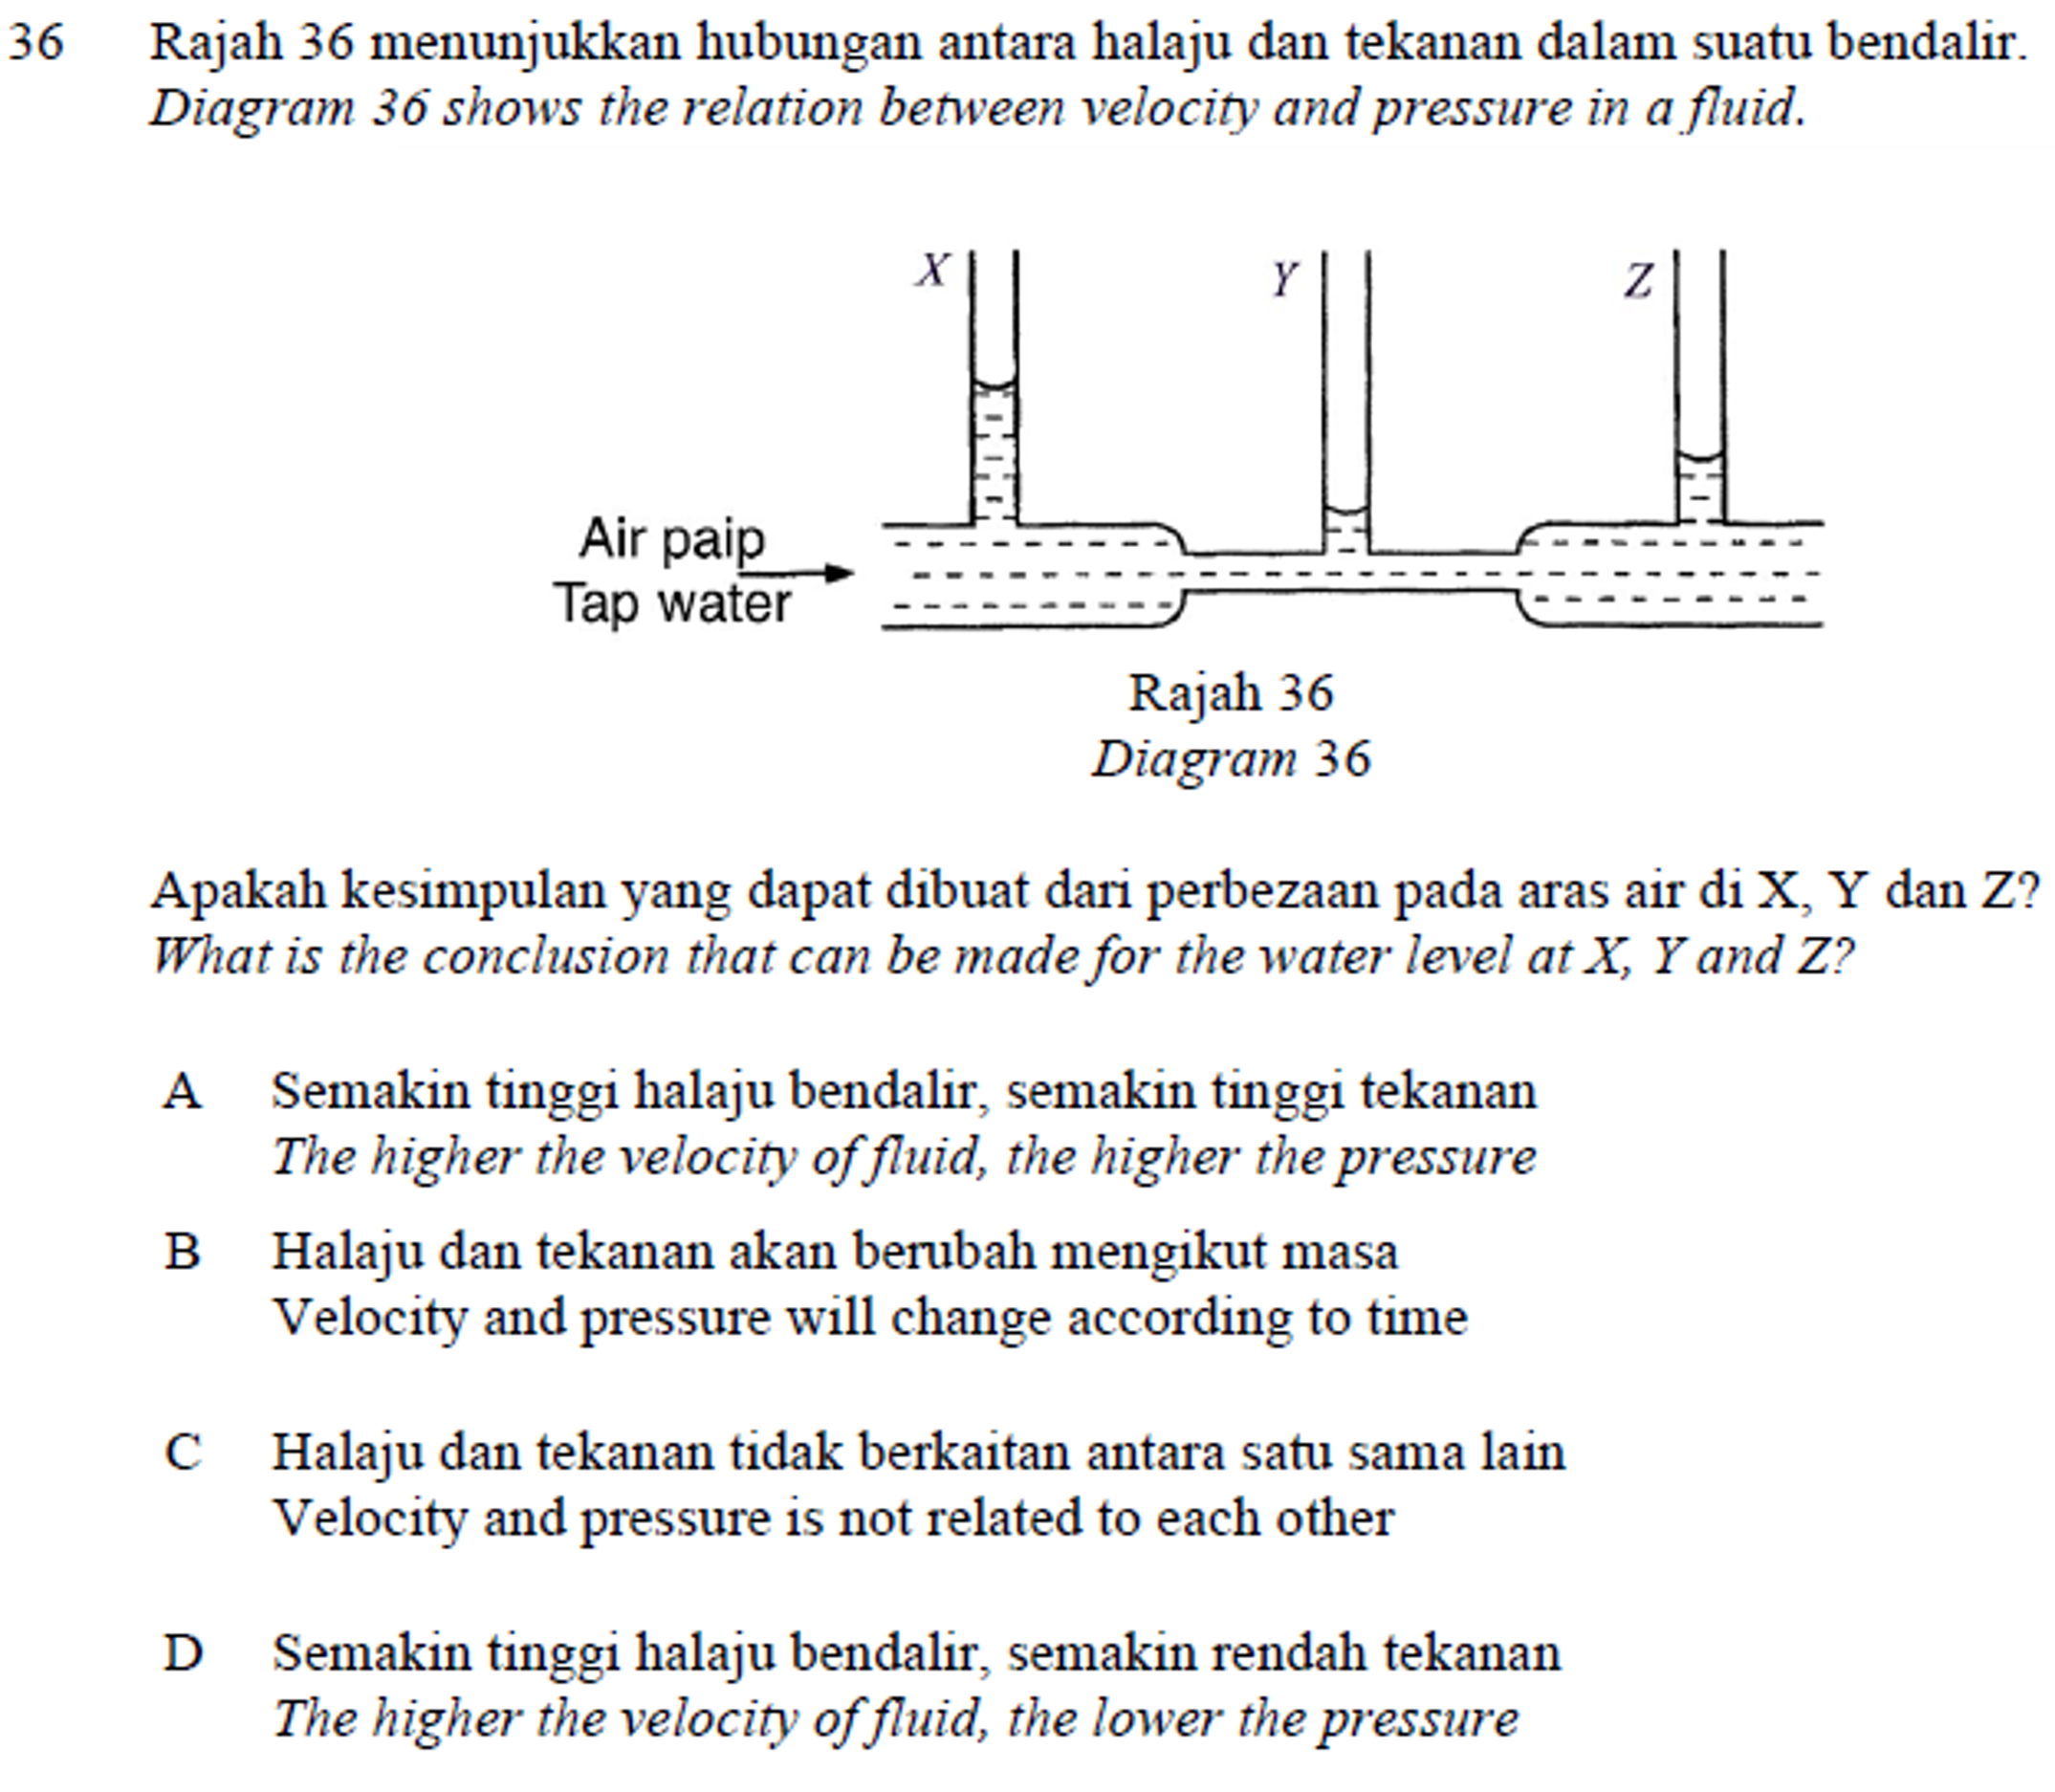 36 Rajah 36 menunjukkan hubungan antara halaju dan tekanan dalam suatu bendalir.
Diagram 36 shows the relation between velocity and pressure in a fluid.
X Y Z
Air paip
Tap water
Rajah 36
Diagram 36
Apakah kesimpulan yang dapat dibuat dari perbezaan pada aras air di X, Y dan Z?
What is the conclusion that can be made for the water level at X, Y and Z?
A Semakin tinggi halaju bendalir, semakin tinggi tekanan
The higher the velocity of fluid, the higher the pressure
B Halaju dan tekanan akan berubah mengikut masa
Velocity and pressure will change according to time
C Halaju dan tekanan tidak berkaitan antara satu sama lain
Velocity and pressure is not related to each other
D Semakin tinggi halaju bendalir, semakin rendah tekanan
The higher the velocity of fluid, the lower the pressure